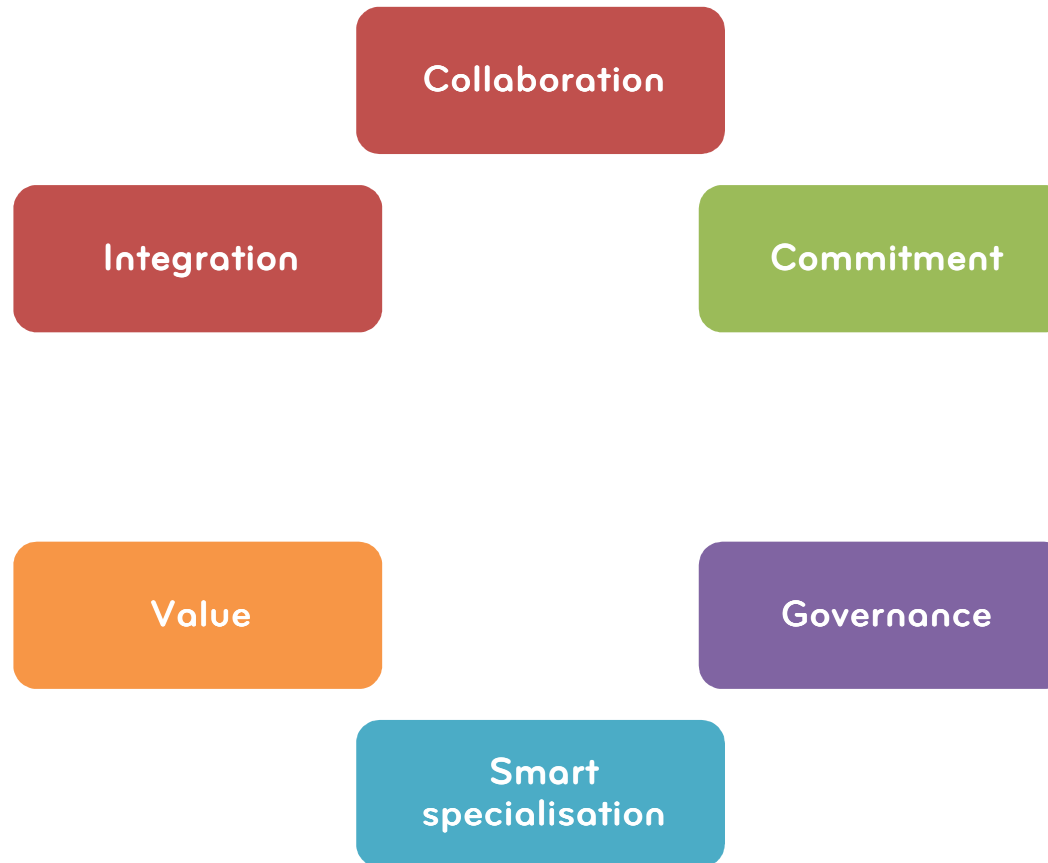 Collaboration
Integration
Commitment
Value
Governance
Smart
specialisation